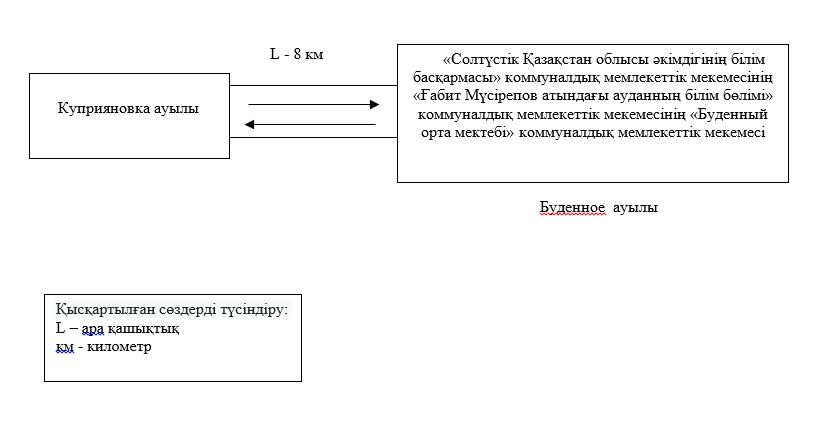 L - 8 км
Куприяновка ауылы
«Солтүстік Қазақстан облысы әкімдігінің білім
басқармасы» коммуналдық мемлекеттік мекемесінің
«Ғабит Мүсірепов атындағы ауданның білім бөлімі»
коммуналдық мемлекеттік мекемесінің «Буденный
орта мектебі» коммуналдық мемлекеттік мекемесі
Буденное ауылы
Қысқартылған сөздерді түсіндіру:
L – ара қашықтық
км - километр